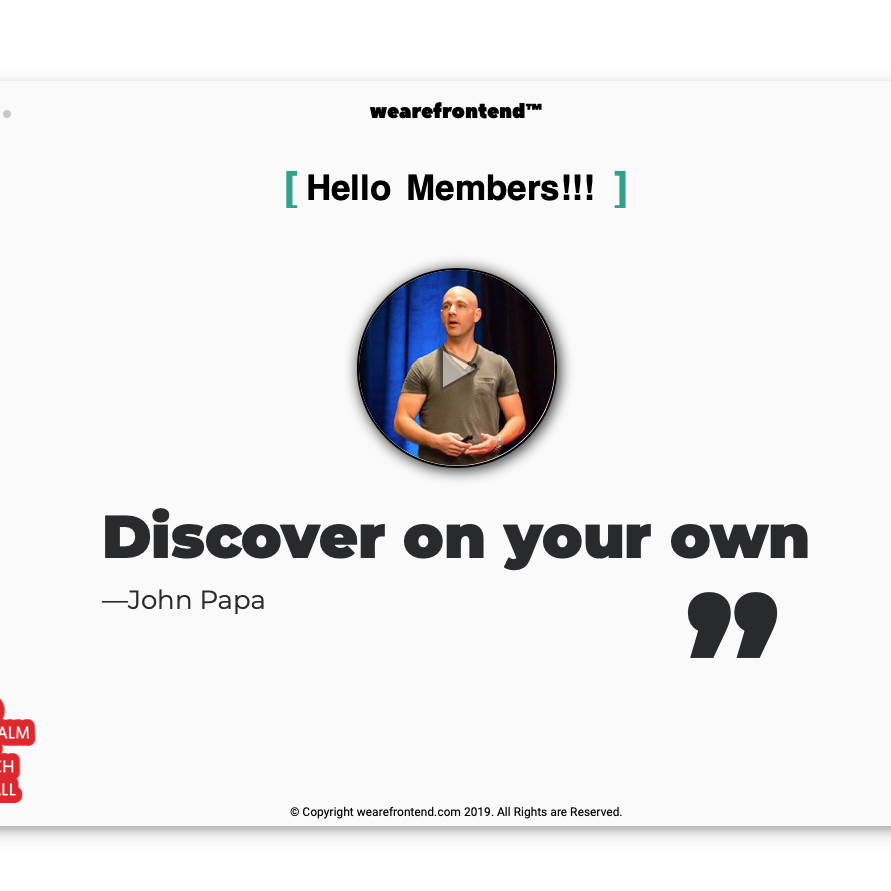 wearefrontend™
[ Hello Members!!! ]
Discover on your own
—John Papa
”
ALM
CH
ALL
© Copyright wearefrontend.com 2019. All Rights are Reserved.